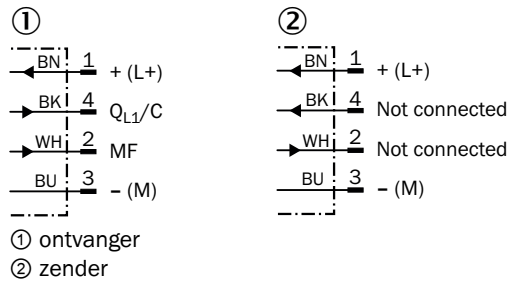 ①
BN 1 + (L+)
BK 4 QL1/C
WH 2 MF
BU 3 − (M)
②
BN 1 + (L+)
BK 4 Not connected
WH 2 Not connected
BU 3 − (M)
① ontvanger
② zender